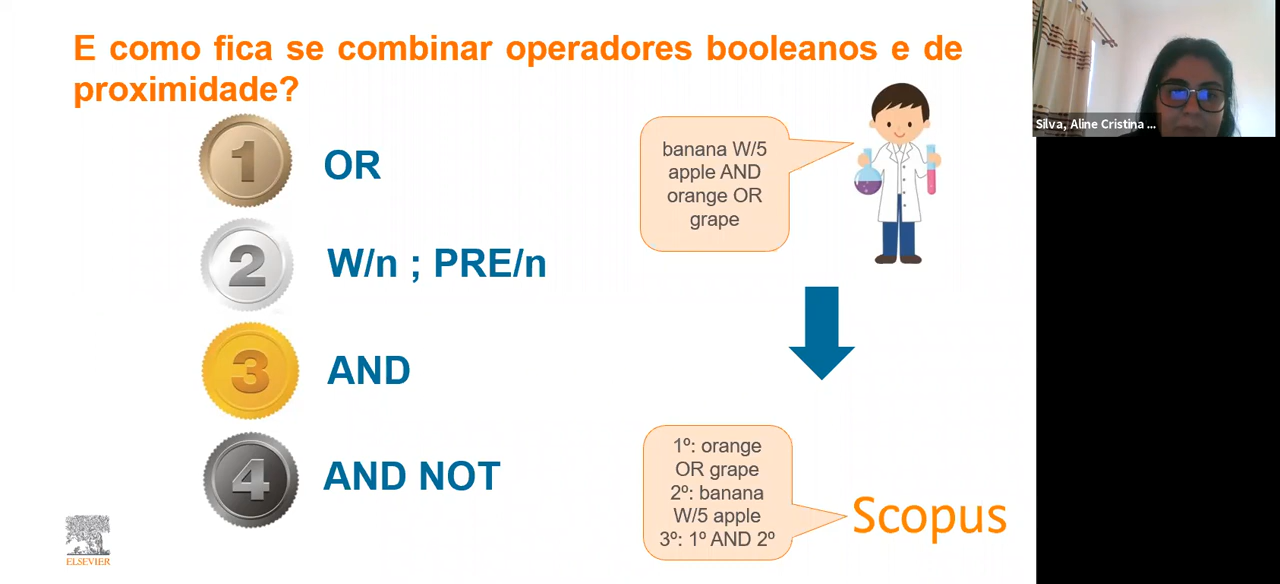 E como fica se combinar operadores booleanos e de
proximidade?
1 OR
2 W/n ; PRE/n
3 AND
4 AND NOT
banana W/5
apple AND
orange OR
grape
1º: orange
OR grape
2º: banana
W/5 apple
3º: 1º AND 2º
Scopus
ELSEVIER
Silva, Aline Cristina ...